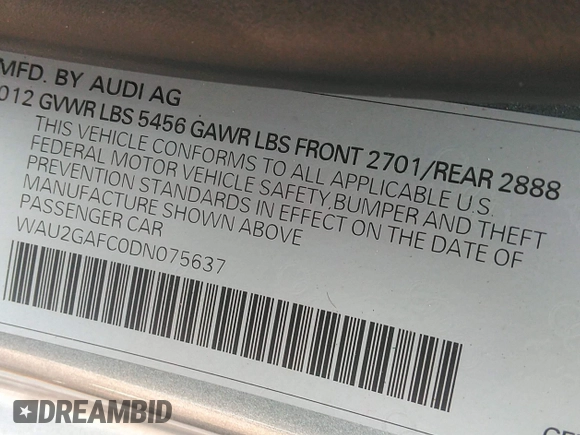 MFD. BY AUDI AG
012 GVWR LBS 5456 GAWR LBS FRONT 2701/REAR 2888
THIS VEHICLE CONFORMS TO ALL APPLICABLE U.S.
FEDERAL MOTOR VEHICLE SAFETY,BUMPER AND THEFT
PREVENTION STANDARDS IN EFFECT ON THE DATE OF
MANUFACTURE SHOWN ABOVE
PASSENGER CAR
WAU2GAFC0DN075637
DREAMBID